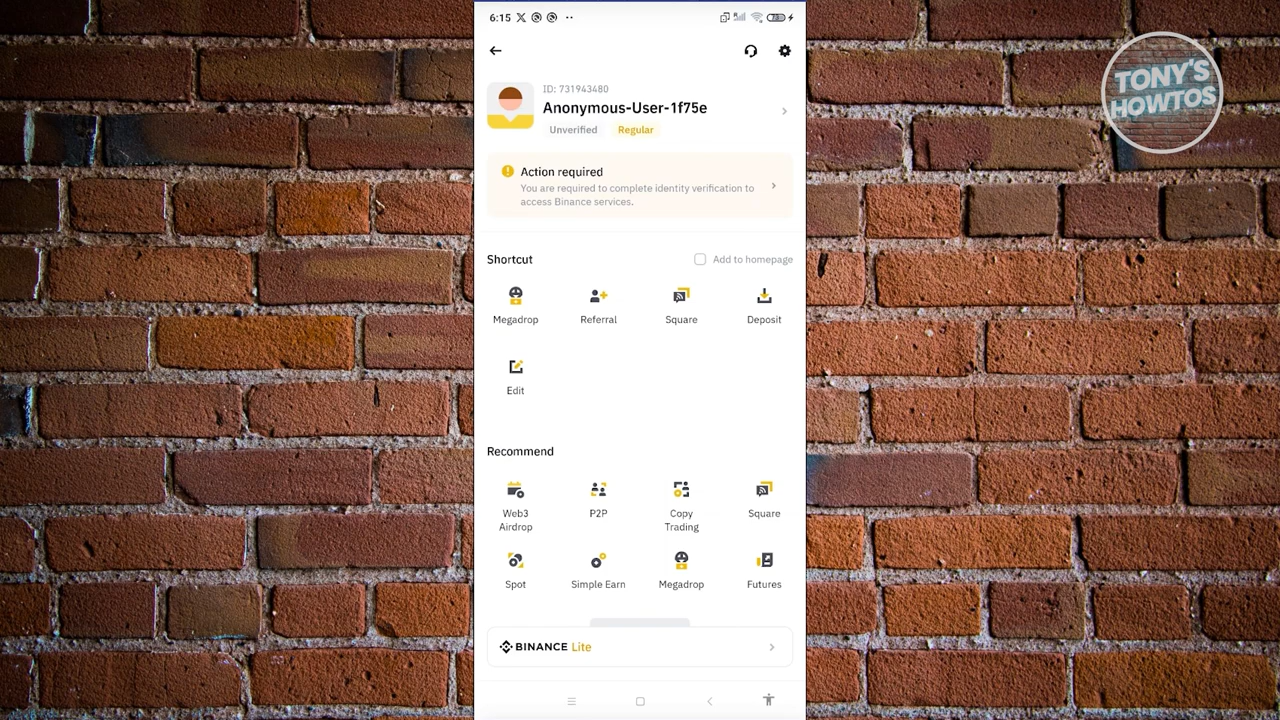 6:15
TONY'S
HOWTOS
ID: 731943480
Anonymous-User-1f75e
Unverified Regular
Action required
You are required to complete identity verification to
access Binance services.
Shortcut Add to homepage
Megadrop Referral Square Deposit
Edit
Recommend
Web3
Airdrop
P2P
Copy
Trading
Square
Spot Simple Earn Megadrop Futures
BINANCE Lite